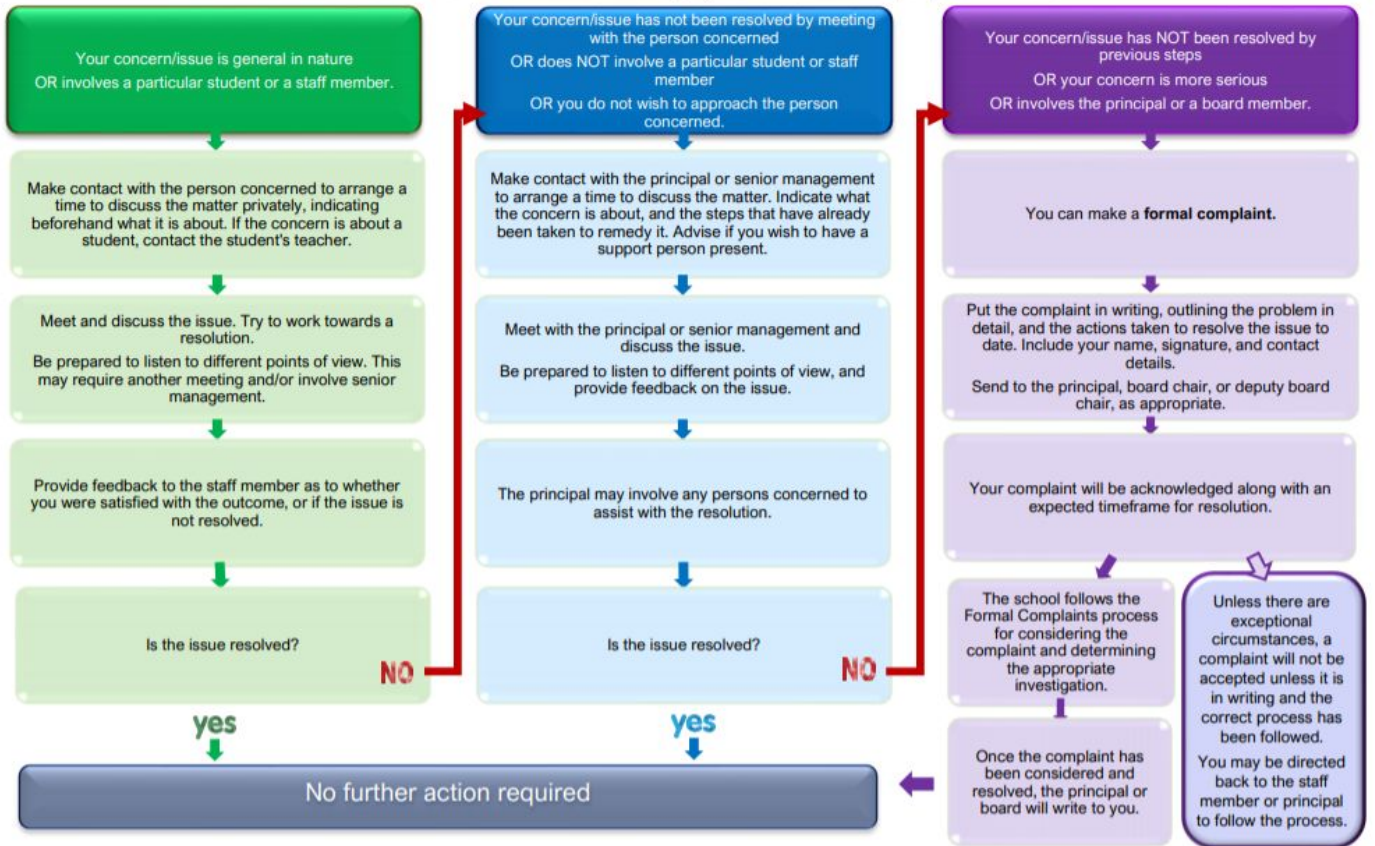 Your concern/issue is general in nature
OR involves a particular student or a staff member.
Make contact with the person concerned to arrange a
time to discuss the matter privately, indicating
beforehand what it is about. If the concern is about a
student, contact the student's teacher.
Meet and discuss the issue. Try to work towards a
resolution.
Be prepared to listen to different points of view. This
may require another meeting and/or involve senior
management.
Provide feedback to the staff member as to whether
you were satisfied with the outcome, or if the issue is
not resolved.
Is the issue resolved?
NO
yes
Your concern/issue has not been resolved by meeting
with the person concerned
OR does NOT involve a particular student or staff
member
OR you do not wish to approach the person
concerned.
Make contact with the principal or senior management
to arrange a time to discuss the matter. Indicate what
the concern is about, and the steps that have already
been taken to remedy it. Advise if you wish to have a
support person present.
Meet with the principal or senior management and
discuss the issue.
Be prepared to listen to different points of view, and
provide feedback on the issue.
The principal may involve any persons concerned to
assist with the resolution.
Is the issue resolved?
NO
yes
Your concern/issue has NOT been resolved by
previous steps
OR your concern is more serious
OR involves the principal or a board member.
You can make a formal complaint.
Put the complaint in writing, outlining the problem in
detail, and the actions taken to resolve the issue to
date. Include your name, signature, and contact
details.
Send to the principal, board chair, or deputy board
chair, as appropriate.
Your complaint will be acknowledged along with an
expected timeframe for resolution.
The school follows the
Formal Complaints process
for considering the
complaint and determining
the appropriate
investigation.
Once the complaint has
been considered and
resolved, the principal or
board will write to you.
Unless there are
exceptional
circumstances, a
complaint will not be
accepted unless it is
in writing and the
correct process has
been followed.
You may be directed
back to the staff
member or principal
to follow the process.
No further action required